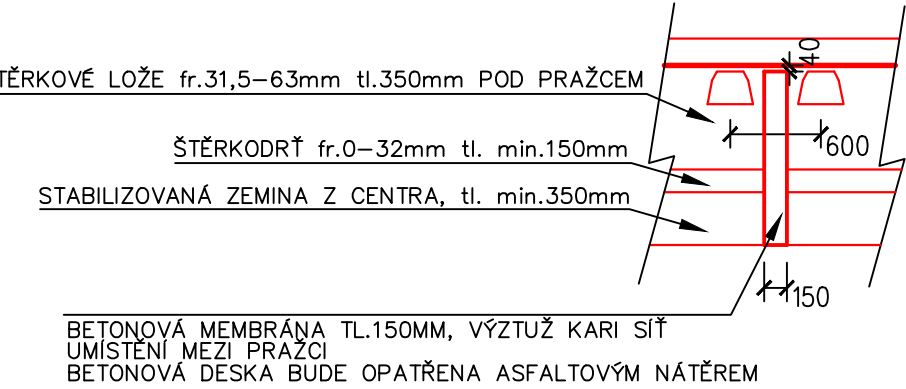 TĚRKOVÉ LOŽE fr.31,5-63mm tl.350mm POD PRAŽCEM
40
600
ŠTĚRKODRŤ fr.0-32mm tl. min.150mm
STABILIZOVANÁ ZEMINA Z CENTRA, tl. min.350mm
150
BETONOVÁ MEMBRÁNA TL.150MM, VÝZTUŽ KARI SÍŤ
UMÍSTĚNÍ MEZI PRAŽCI
BETONOVÁ DESKA BUDE OPATŘENA ASFALTOVÝM NÁTĚREM